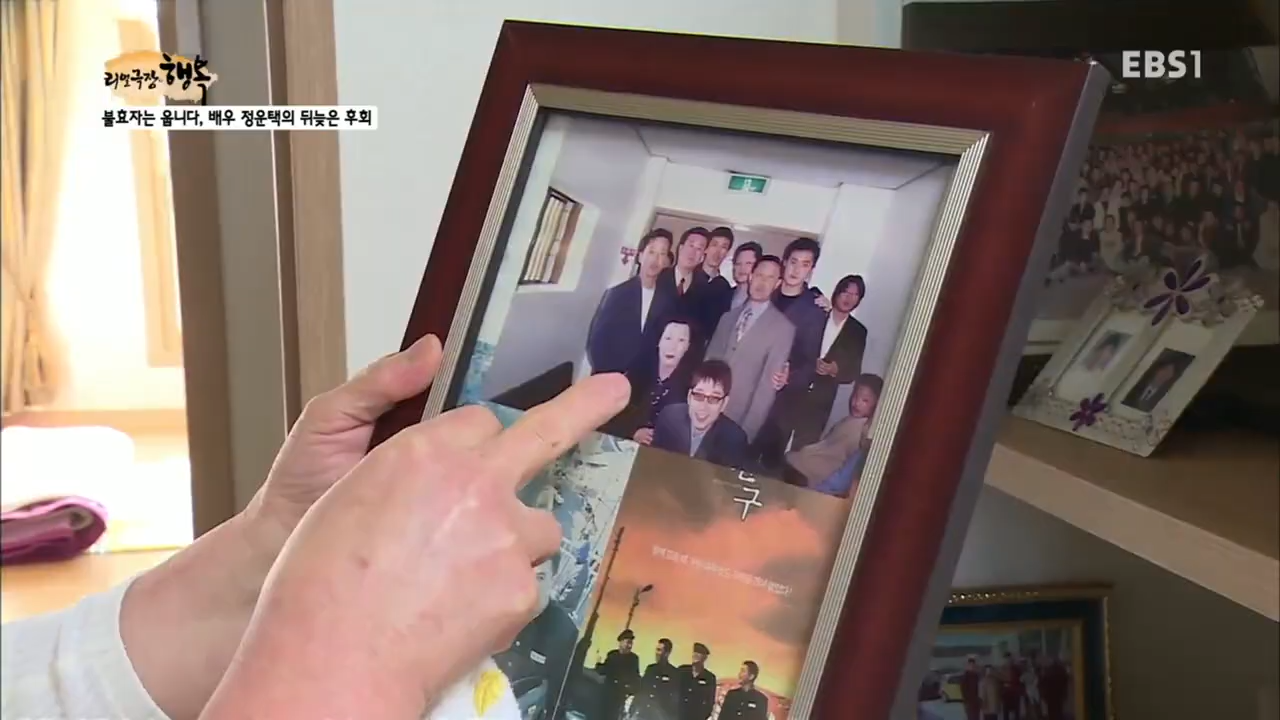 리얼극장 행복
EBS1
불효자는 웁니다, 배우 정운택의 뒤늦은 후회
구